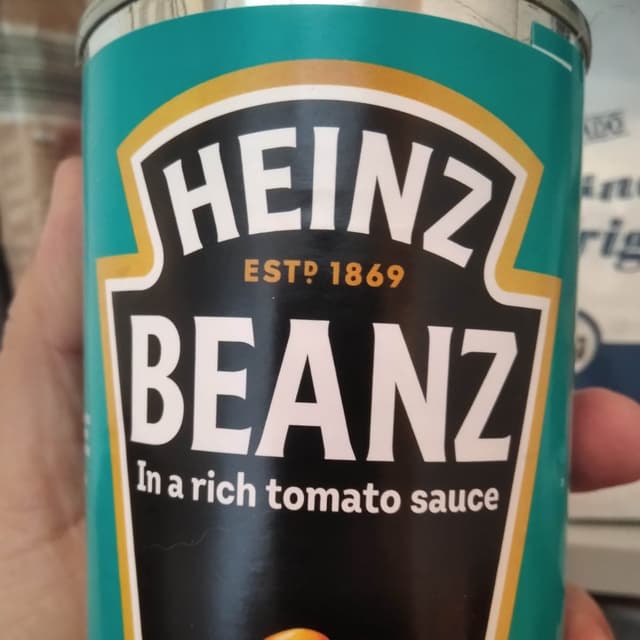 HEINZ
ESTD 1869
BEANZ
In a rich tomato sauce